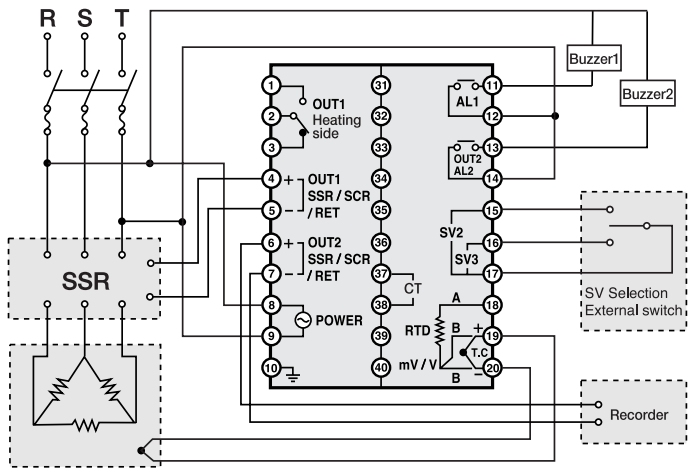 R S T
Buzzer1
Buzzer2
1
2
3
4
5
6
7
8
9
10
OUT1
Heating
side
+ OUT1
SSR / SCR
– / RET
+ OUT2
SSR / SCR
– / RET
POWER
31
32
33
34
35
36
37
38
39
40
CT
AL1
OUT2
AL2
SV2
SV3
A
RTD
B +
T.C
mV / V
B –
11
12
13
14
15
16
17
18
19
20
SSR
SV Selection
External switch
Recorder